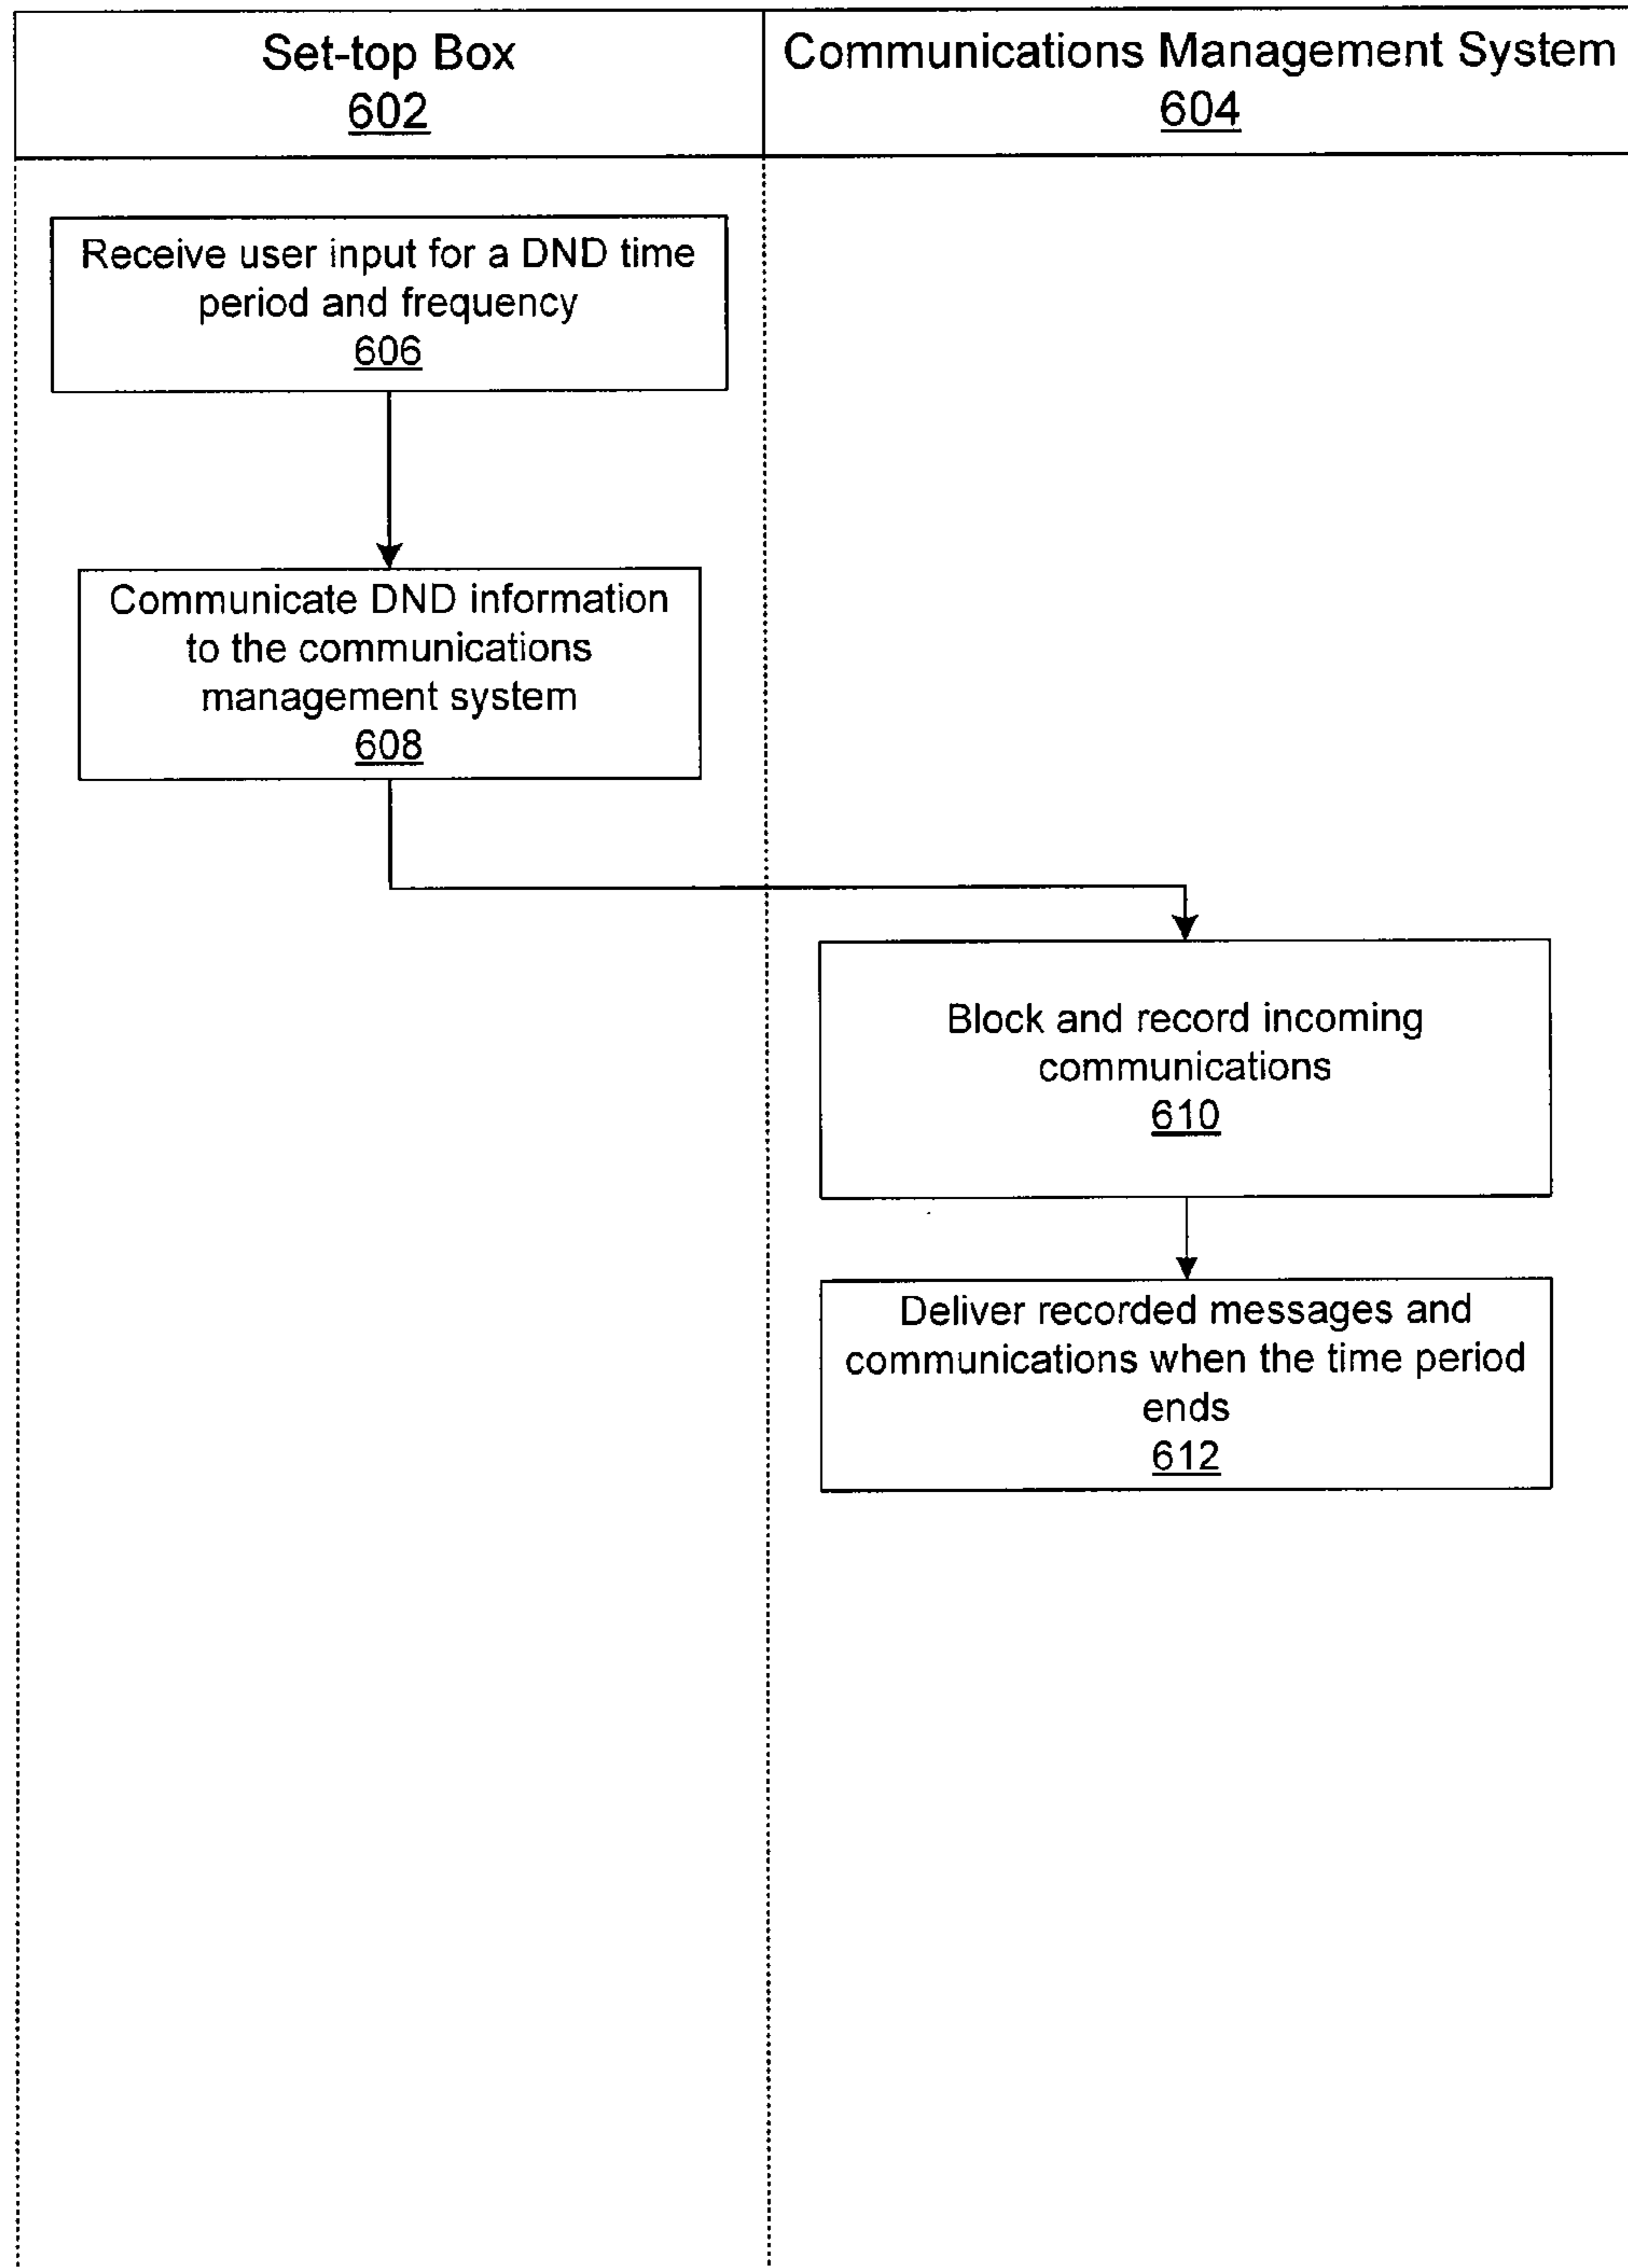 Set-top Box
602
Communications Management System
604
Receive user input for a DND time
period and frequency
606
Communicate DND information
to the communications
management system
608
Block and record incoming
communications
610
Deliver recorded messages and
communications when the time period
ends
612